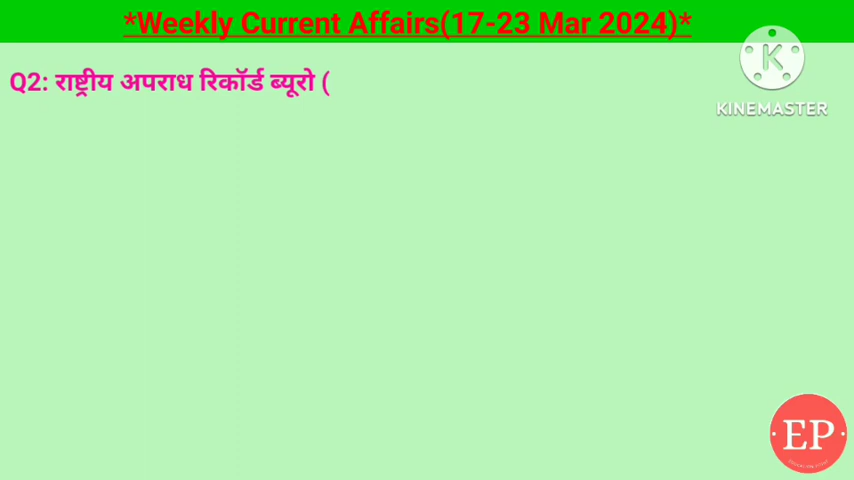 *Weekly Current Affairs(17-23 Mar 2024)*
Q2: राष्ट्रीय अपराध रिकॉर्ड ब्यूरो (
KINEMASTER
EP